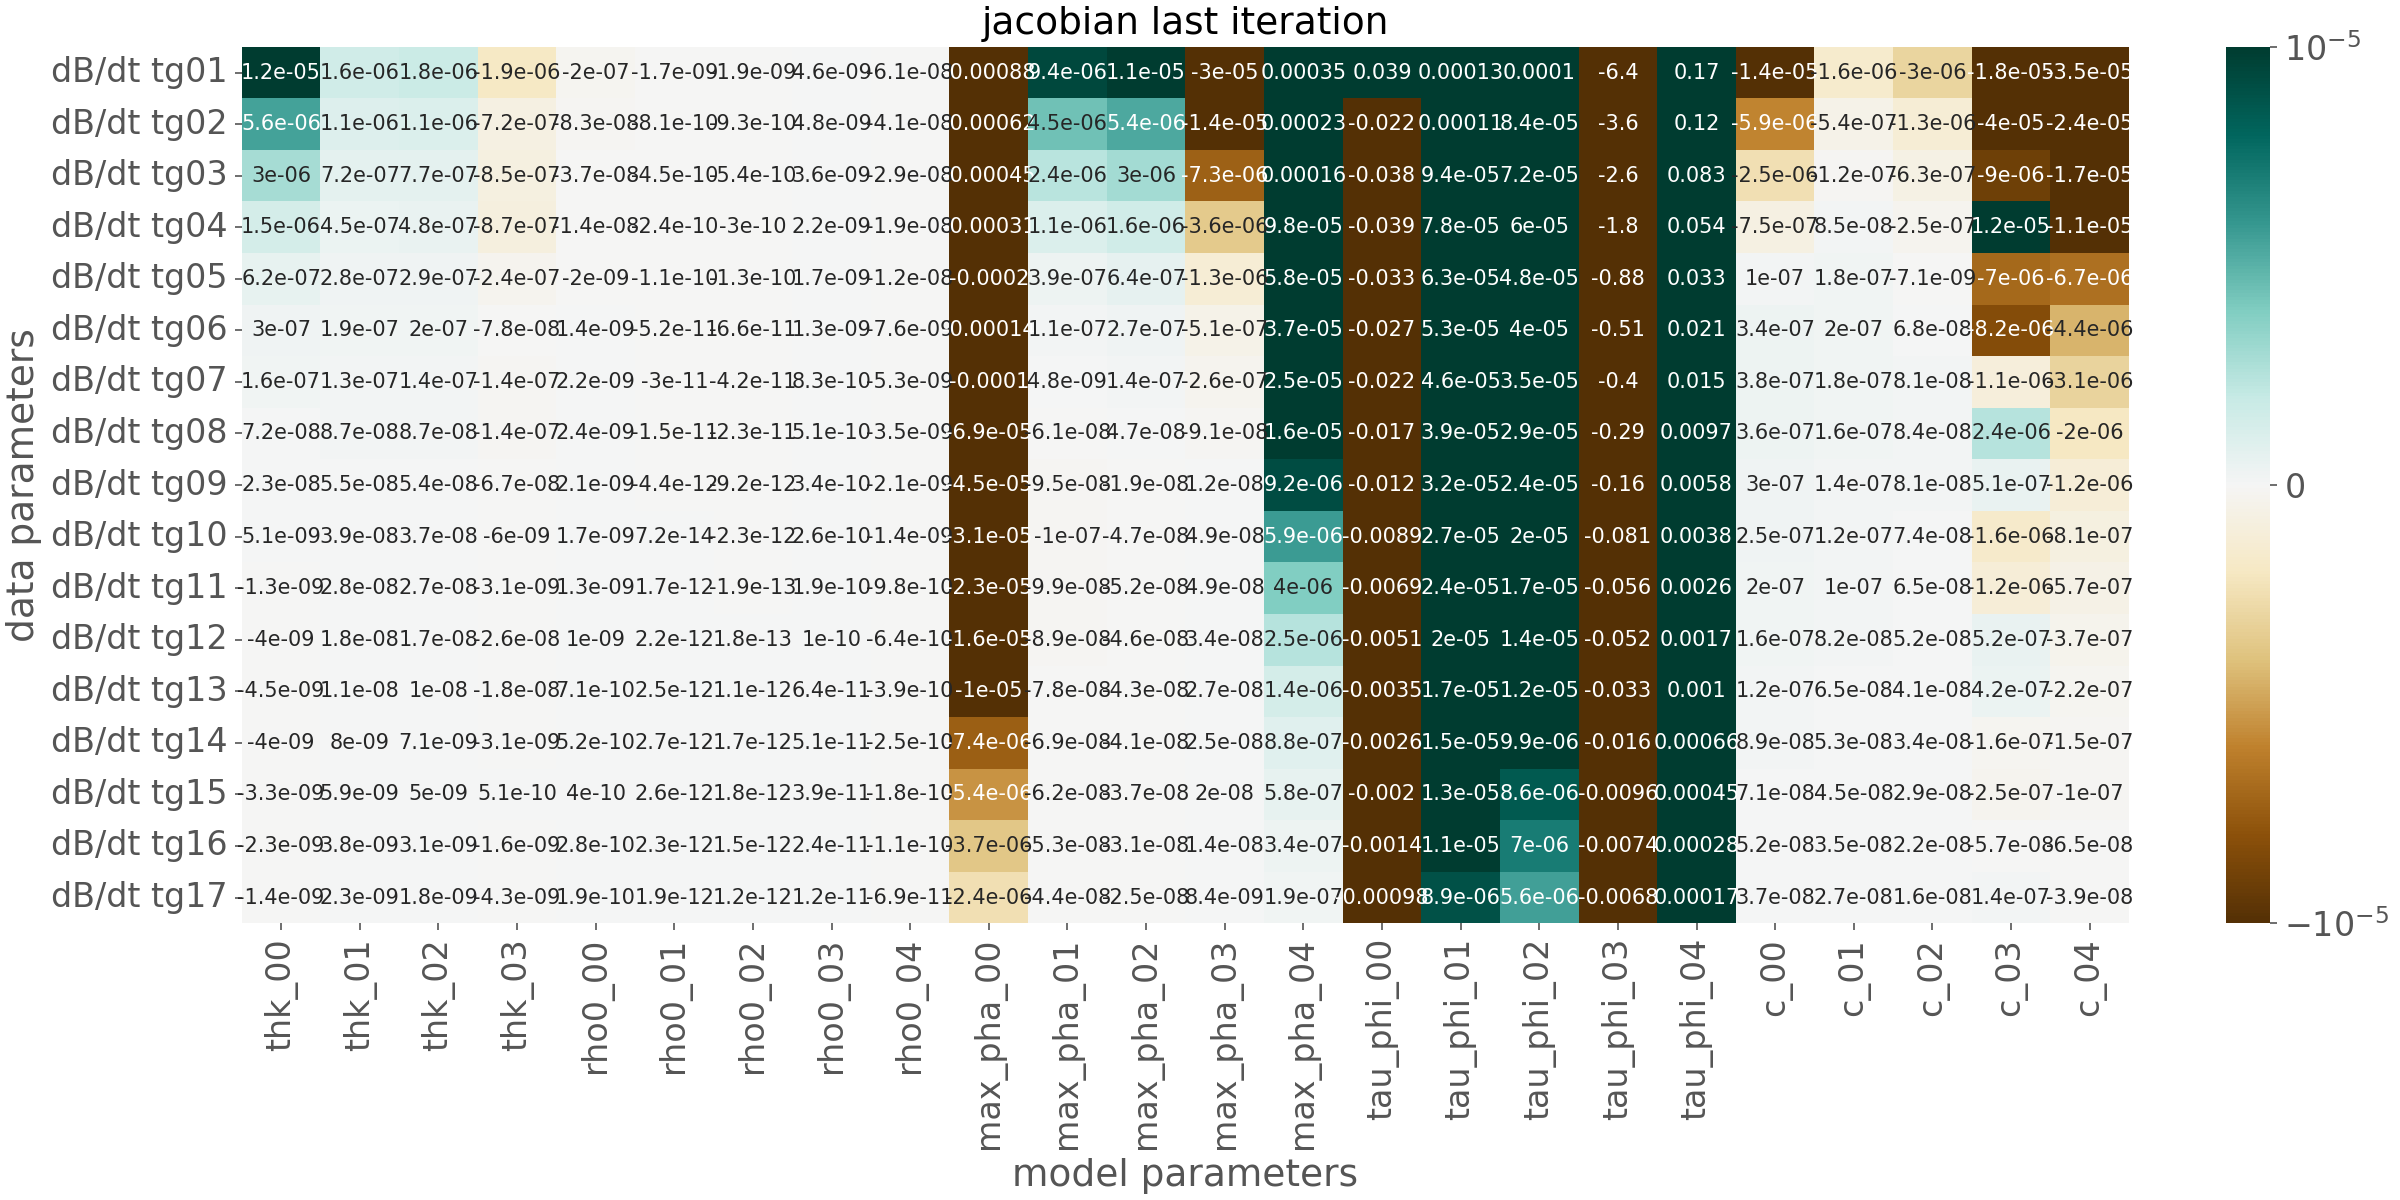 jacobian last iteration
dB/dt tg01 1.2e-05 1.6e-06 1.8e-06 -1.9e-06 -2e-07 -1.7e-09 -1.9e-09 4.6e-09 -6.1e-08 -0.00088 9.4e-06 1.1e-05 -3e-05 0.00035 0.039 0.00013 0.0001 -6.4 0.17 -1.4e-05 -1.6e-06 -3e-06 -1.8e-05 -3.5e-05
dB/dt tg02 5.6e-06 1.1e-06 1.1e-06 -7.2e-07 -8.3e-08 -8.1e-10 -9.3e-10 4.8e-09 -4.1e-08 -0.00062 4.5e-06 5.4e-06 -1.4e-05 0.00023 -0.022 0.00011 8.4e-05 -3.6 0.12 -5.9e-06 -5.4e-07 -1.3e-06 -4e-05 -2.4e-05
dB/dt tg03 3e-06 7.2e-07 7.7e-07 -8.5e-07 -3.7e-08 -4.5e-10 -5.4e-10 3.6e-09 -2.9e-08 -0.00045 2.4e-06 3e-06 -7.3e-06 0.00016 -0.038 9.4e-05 7.2e-05 -2.6 0.083 -2.5e-06 -1.2e-07 -6.3e-07 -9e-06 -1.7e-05
dB/dt tg04 1.5e-06 4.5e-07 4.8e-07 -8.7e-07 -1.4e-08 -2.4e-10 -3e-10 2.2e-09 -1.9e-08 -0.00031 1.1e-06 1.6e-06 -3.6e-06 9.8e-05 -0.039 7.8e-05 6e-05 -1.8 0.054 -7.5e-07 8.5e-08 -2.5e-07 1.2e-05 -1.1e-05
dB/dt tg05 6.2e-07 2.8e-07 2.9e-07 -2.4e-07 -2e-09 -1.1e-10 -1.3e-10 1.7e-09 -1.2e-08 -0.0002 3.9e-07 6.4e-07 -1.3e-06 5.8e-05 -0.033 6.3e-05 4.8e-05 -0.88 0.033 1e-07 1.8e-07 -7.1e-09 -7e-06 -6.7e-06
dB/dt tg06 3e-07 1.9e-07 2e-07 -7.8e-08 1.4e-09 -5.2e-11 -6.6e-11 1.3e-09 -7.6e-09 -0.00014 1.1e-07 2.7e-07 -5.1e-07 3.7e-05 -0.027 5.3e-05 4e-05 -0.51 0.021 3.4e-07 2e-07 6.8e-08 -8.2e-06 -4.4e-06
dB/dt tg07 1.6e-07 1.3e-07 1.4e-07 -1.4e-07 2.2e-09 -3e-11 -4.2e-11 8.3e-10 -5.3e-09 -0.0001 4.8e-09 1.4e-07 -2.6e-07 2.5e-05 -0.022 4.6e-05 3.5e-05 -0.4 0.015 3.8e-07 1.8e-07 8.1e-08 -1.1e-06 -3.1e-06
dB/dt tg08 7.2e-08 8.7e-08 8.7e-08 -1.4e-07 2.4e-09 -1.5e-11 -2.3e-11 5.1e-10 -3.5e-09 -6.9e-05 -6.1e-08 4.7e-08 -9.1e-08 1.6e-05 -0.017 3.9e-05 2.9e-05 -0.29 0.0097 3.6e-07 1.6e-07 8.4e-08 2.4e-06 -2e-06
dB/dt tg09 2.3e-08 5.5e-08 5.4e-08 -6.7e-08 2.1e-09 -4.4e-12 -9.2e-12 3.4e-10 -2.1e-09 -4.5e-05 -9.5e-08 -1.9e-08 1.2e-08 9.2e-06 -0.012 3.2e-05 2.4e-05 -0.16 0.0058 3e-07 1.4e-07 8.1e-08 5.1e-07 -1.2e-06
dB/dt tg10 5.1e-09 3.9e-08 3.7e-08 -6e-09 1.7e-09 7.2e-14 -2.3e-12 2.6e-10 -1.4e-09 -3.1e-05 -1e-07 -4.7e-08 4.9e-08 5.9e-06 -0.0089 2.7e-05 2e-05 -0.081 0.0038 2.5e-07 1.2e-07 7.4e-08 -1.6e-06 -8.1e-07
dB/dt tg11 -1.3e-09 2.8e-08 2.7e-08 -3.1e-09 1.3e-09 1.7e-12 -1.9e-13 1.9e-10 -9.8e-10 -2.3e-05 -9.9e-08 -5.2e-08 4.9e-08 4e-06 -0.0069 2.4e-05 1.7e-05 -0.056 0.0026 2e-07 1e-07 6.5e-08 -1.2e-06 -5.7e-07
dB/dt tg12 -4e-09 1.8e-08 1.7e-08 -2.6e-08 1e-09 2.2e-12 1.8e-13 1e-10 -6.4e-10 -1.6e-05 -8.9e-08 -4.6e-08 3.4e-08 2.5e-06 -0.0051 2e-05 1.4e-05 -0.052 0.0017 1.6e-07 8.2e-08 5.2e-08 5.2e-07 -3.7e-07
dB/dt tg13 -4.5e-09 1.1e-08 1e-08 -1.8e-08 7.1e-10 2.5e-12 1.1e-12 6.4e-11 -3.9e-10 -1e-05 -7.8e-08 -4.3e-08 2.7e-08 1.4e-06 -0.0035 1.7e-05 1.2e-05 -0.033 0.001 1.2e-07 6.5e-08 4.1e-08 4.2e-07 -2.2e-07
dB/dt tg14 -4e-09 8e-09 7.1e-09 -3.1e-09 5.2e-10 2.7e-12 1.7e-12 5.1e-11 -2.5e-10 -7.4e-06 -6.9e-08 -4.1e-08 2.5e-08 8.8e-07 -0.0026 1.5e-05 9.9e-06 -0.016 0.00066 8.9e-08 5.3e-08 3.4e-08 -1.6e-07 -1.5e-07
dB/dt tg15 -3.3e-09 5.9e-09 5e-09 5.1e-10 4e-10 2.6e-12 1.8e-12 3.9e-11 -1.8e-10 -5.4e-06 -6.2e-08 -3.7e-08 2e-08 5.8e-07 -0.002 1.3e-05 8.6e-06 -0.0096 0.00045 7.1e-08 4.5e-08 2.9e-08 -2.5e-07 -1e-07
dB/dt tg16 -2.3e-09 3.8e-09 3.1e-09 -1.6e-09 2.8e-10 2.3e-12 1.5e-12 2.4e-11 -1.1e-10 -3.7e-06 -5.3e-08 -3.1e-08 1.4e-08 3.4e-07 -0.0014 1.1e-05 7e-06 -0.0074 0.00028 5.2e-08 3.5e-08 2.2e-08 -5.7e-08 -6.5e-08
dB/dt tg17 -1.4e-09 2.3e-09 1.8e-09 -4.3e-09 1.9e-10 1.9e-12 1.2e-12 1.2e-11 -6.9e-11 -2.4e-06 -4.4e-08 -2.5e-08 8.4e-09 1.9e-07 -0.00098 8.9e-06 5.6e-06 -0.0068 0.00017 3.7e-08 2.7e-08 1.6e-08 1.4e-07 -3.9e-08
thk_00 thk_01 thk_02 thk_03 rho0_00 rho0_01 rho0_02 rho0_03 rho0_04 max_pha_00 max_pha_01 max_pha_02 max_pha_03 max_pha_04 tau_phi_00 tau_phi_01 tau_phi_02 tau_phi_03 tau_phi_04 c_00 c_01 c_02 c_03 c_04
model parameters
data parameters
10⁻⁵
0
−10⁻⁵